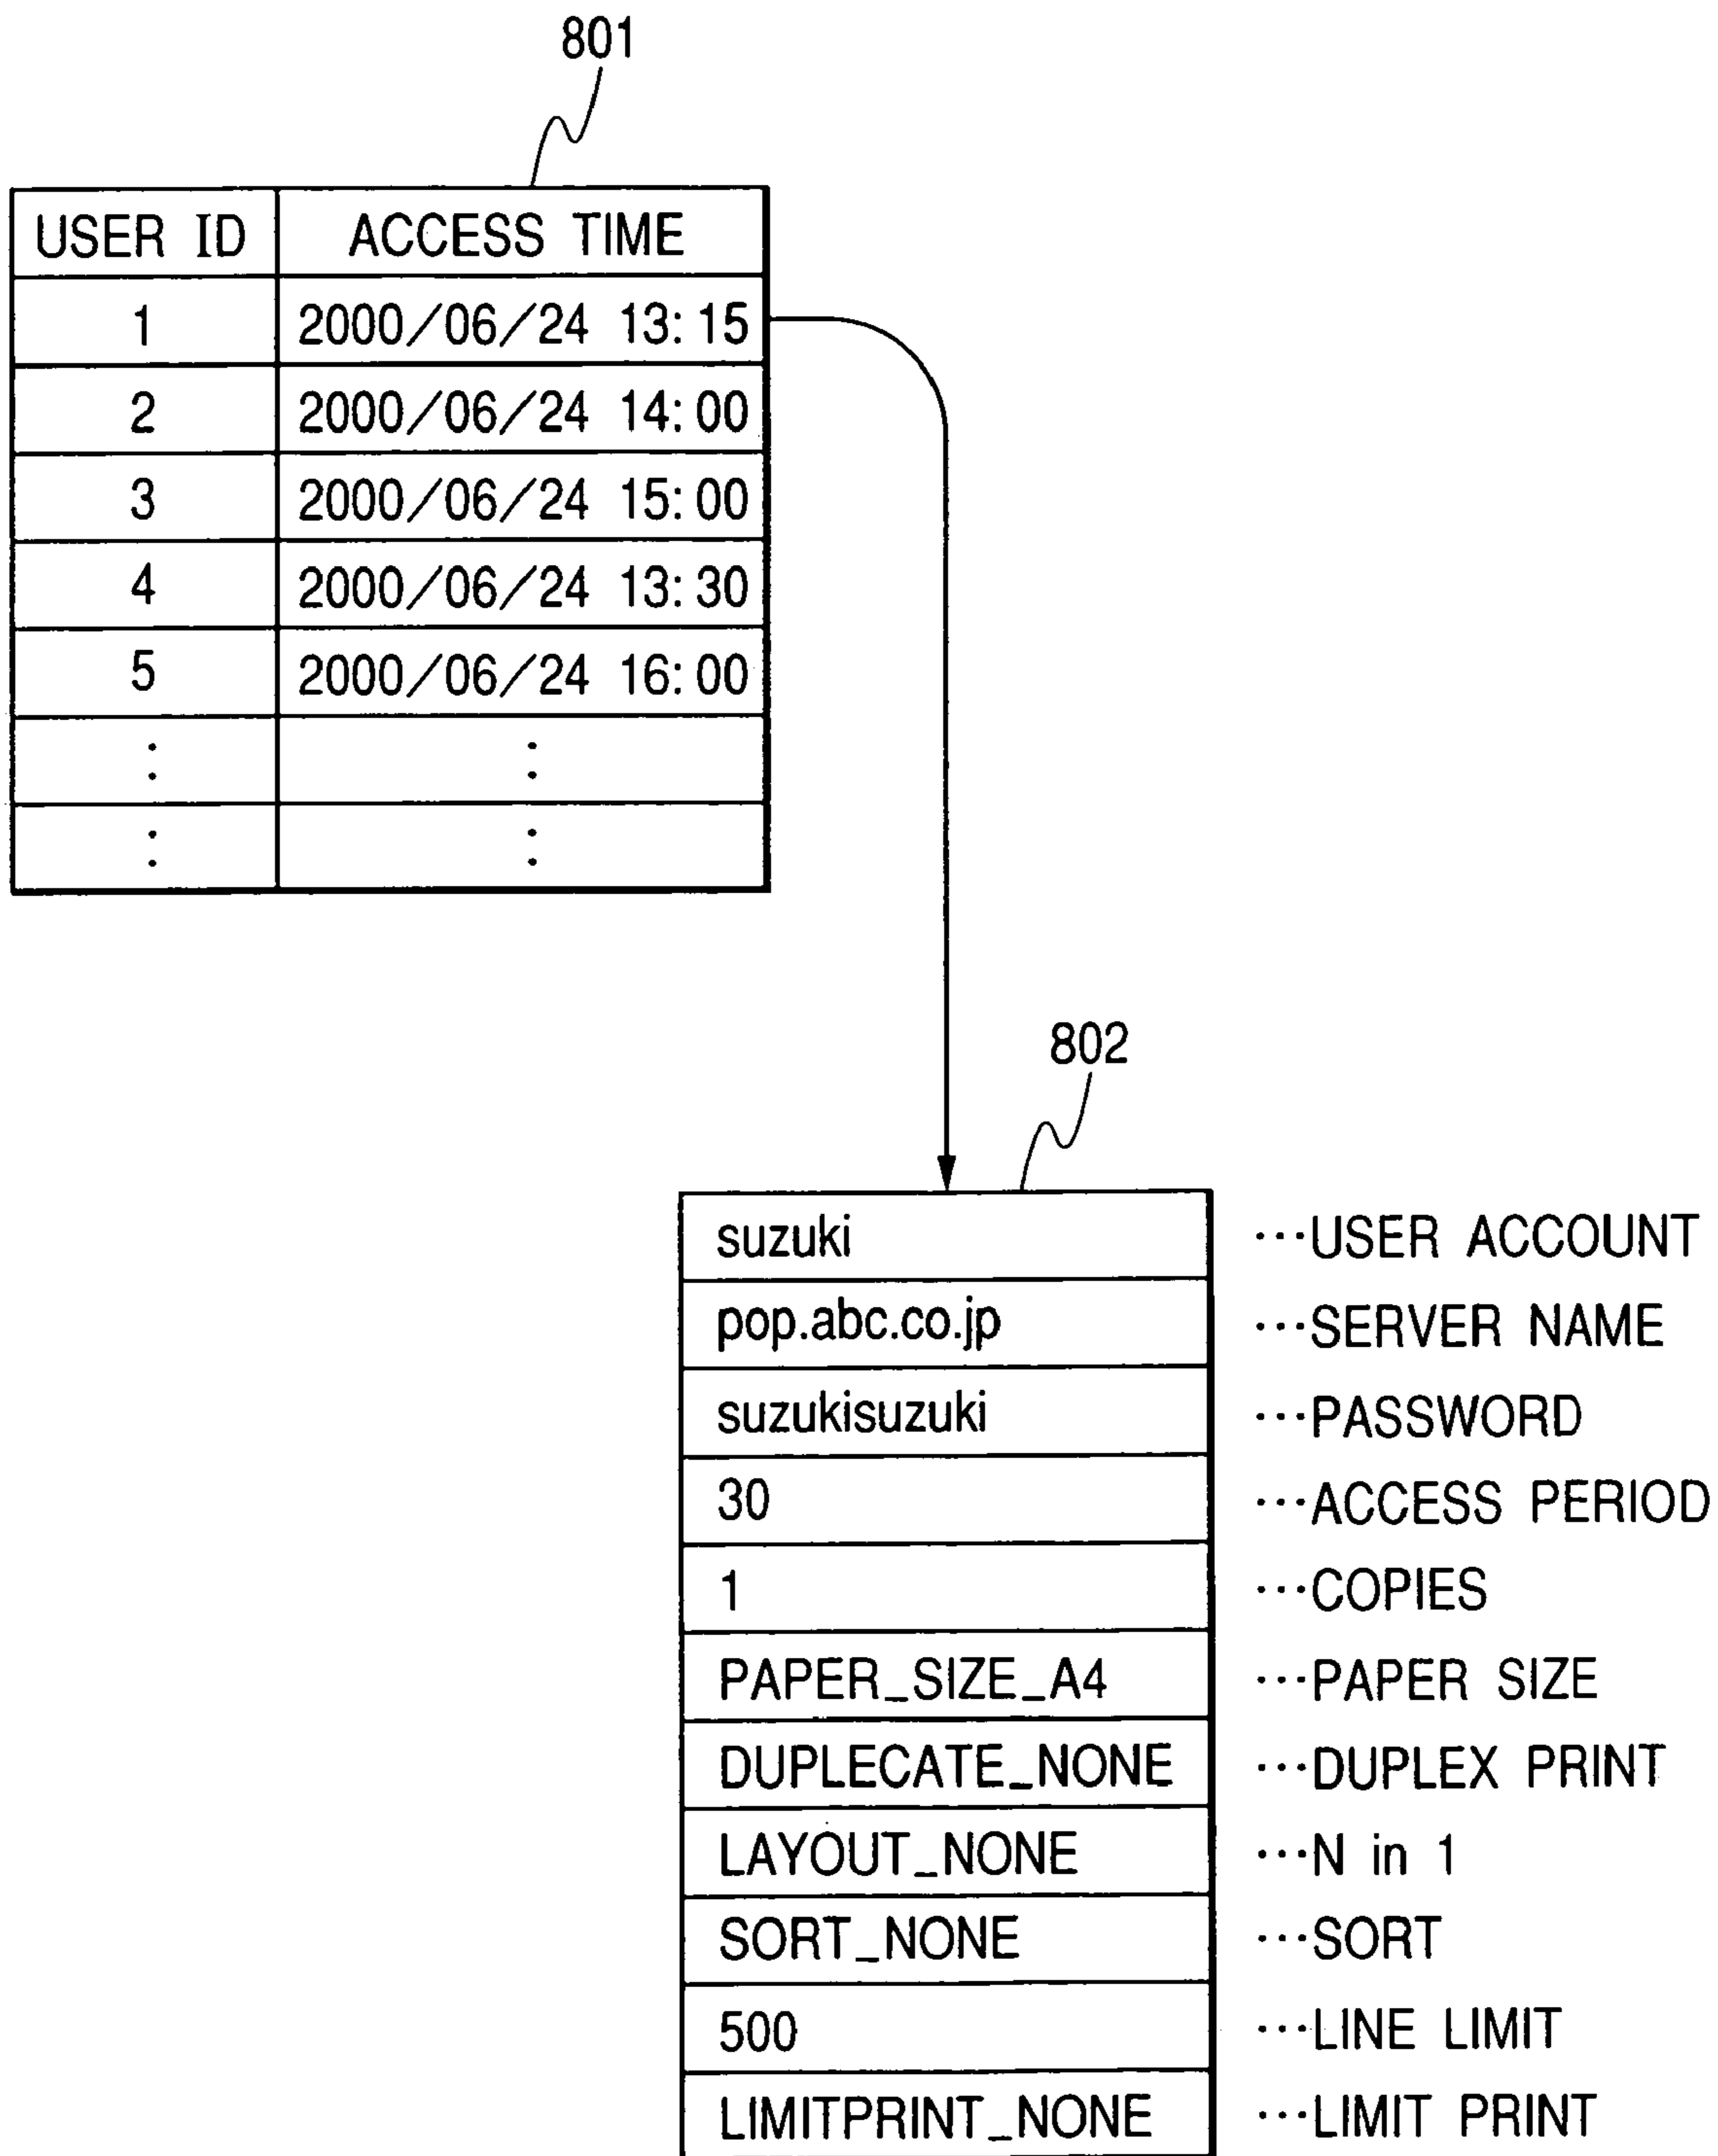 801
USER ID ACCESS TIME
1 2000/06/24 13:15
2 2000/06/24 14:00
3 2000/06/24 15:00
4 2000/06/24 13:30
5 2000/06/24 16:00
: :
: :
802
suzuki ···USER ACCOUNT
pop.abc.co.jp ···SERVER NAME
suzukisuzuki ···PASSWORD
30 ···ACCESS PERIOD
1 ···COPIES
PAPER_SIZE_A4 ···PAPER SIZE
DUPLECATE_NONE ···DUPLEX PRINT
LAYOUT_NONE ···N in 1
SORT_NONE ···SORT
500 ···LINE LIMIT
LIMITPRINT_NONE ···LIMIT PRINT